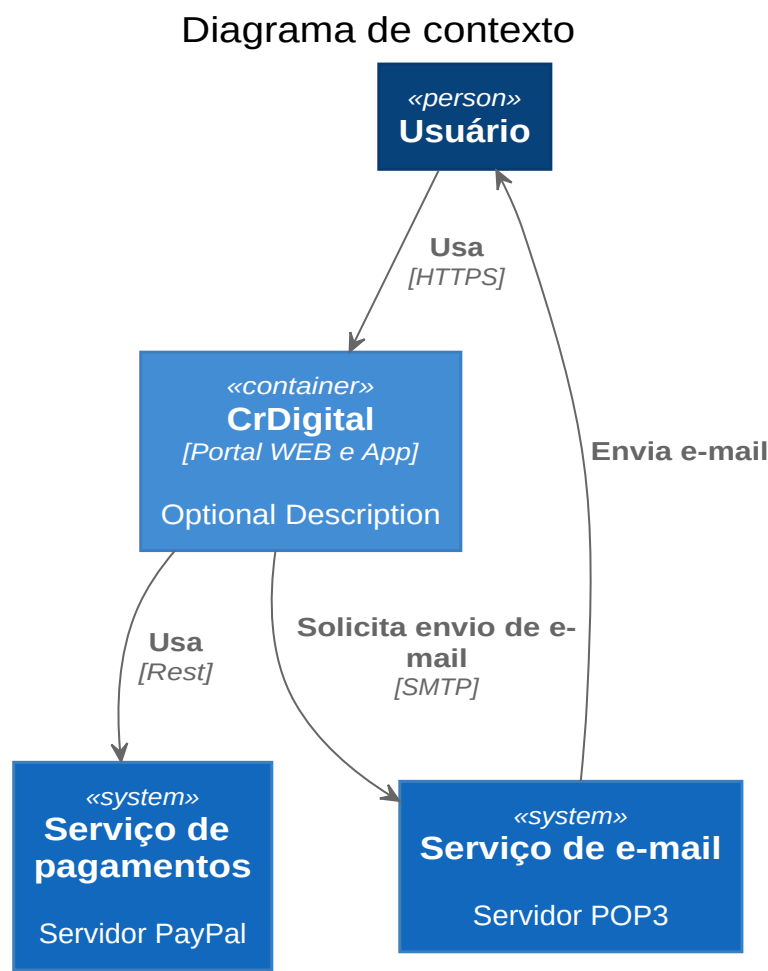 Diagrama de contexto
«person»
Usuário
Usa
[HTTPS]
«container»
CrDigital
[Portal WEB e App]
Optional Description
Envia e-mail
Usa
[Rest]
Solicita envio de e-
mail
[SMTP]
«system»
Serviço de
pagamentos
Servidor PayPal
«system»
Serviço de e-mail
Servidor POP3